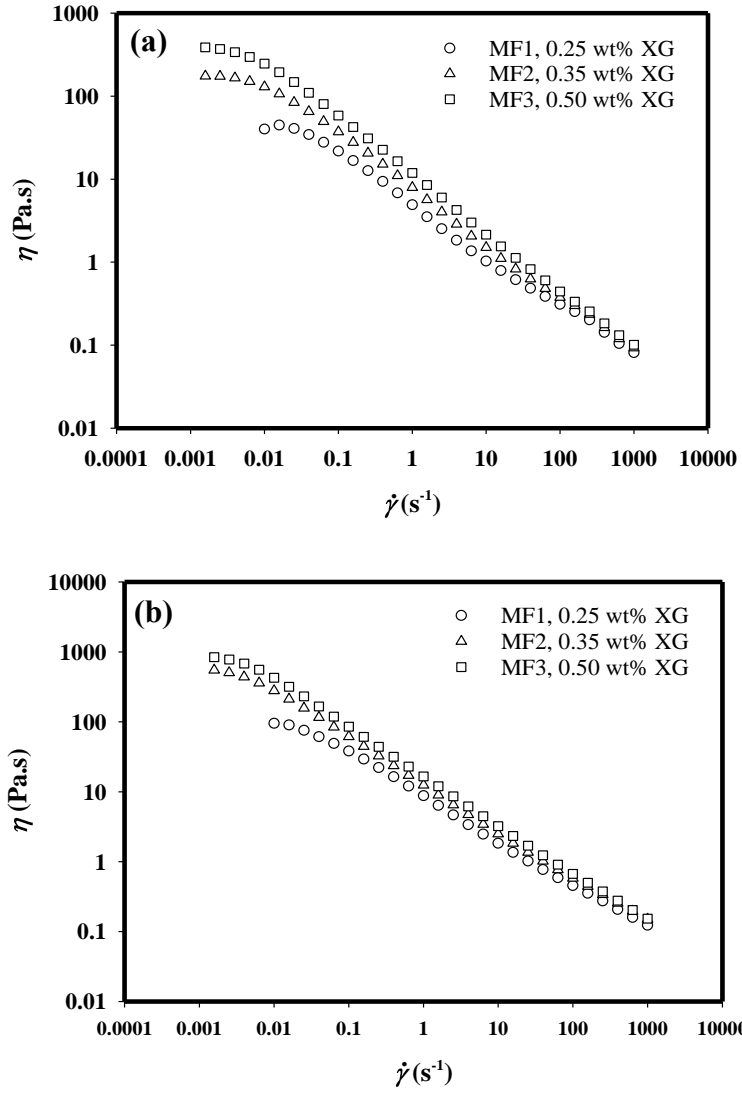 1000
(a)
MF1, 0.25 wt% XG
MF2, 0.35 wt% XG
MF3, 0.50 wt% XG
100
10
1
0.1
0.01
η (Pa.s)
0.0001 0.001 0.01 0.1 1 10 100 1000 10000
γ̇ (s⁻¹)
10000
(b)
MF1, 0.25 wt% XG
MF2, 0.35 wt% XG
MF3, 0.50 wt% XG
1000
100
10
1
0.1
0.01
η (Pa.s)
0.0001 0.001 0.01 0.1 1 10 100 1000 10000
γ̇ (s⁻¹)